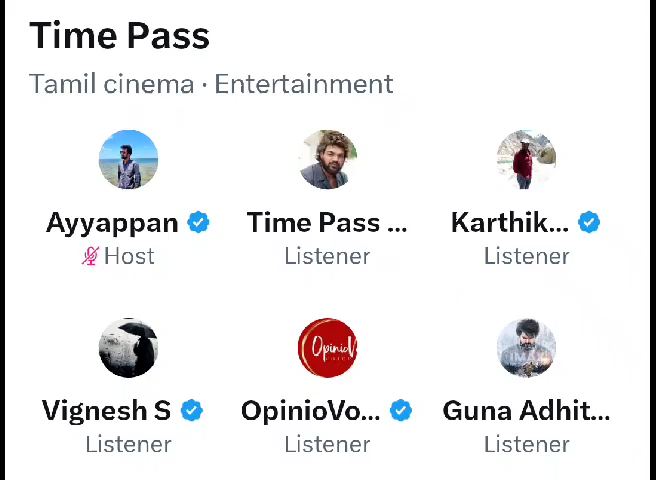 Time Pass
Tamil cinema · Entertainment
Ayyappan Time Pass ... Karthik...
Host Listener Listener
OpinioV
Vignesh S OpinioVo... Guna Adhit...
Listener Listener Listener